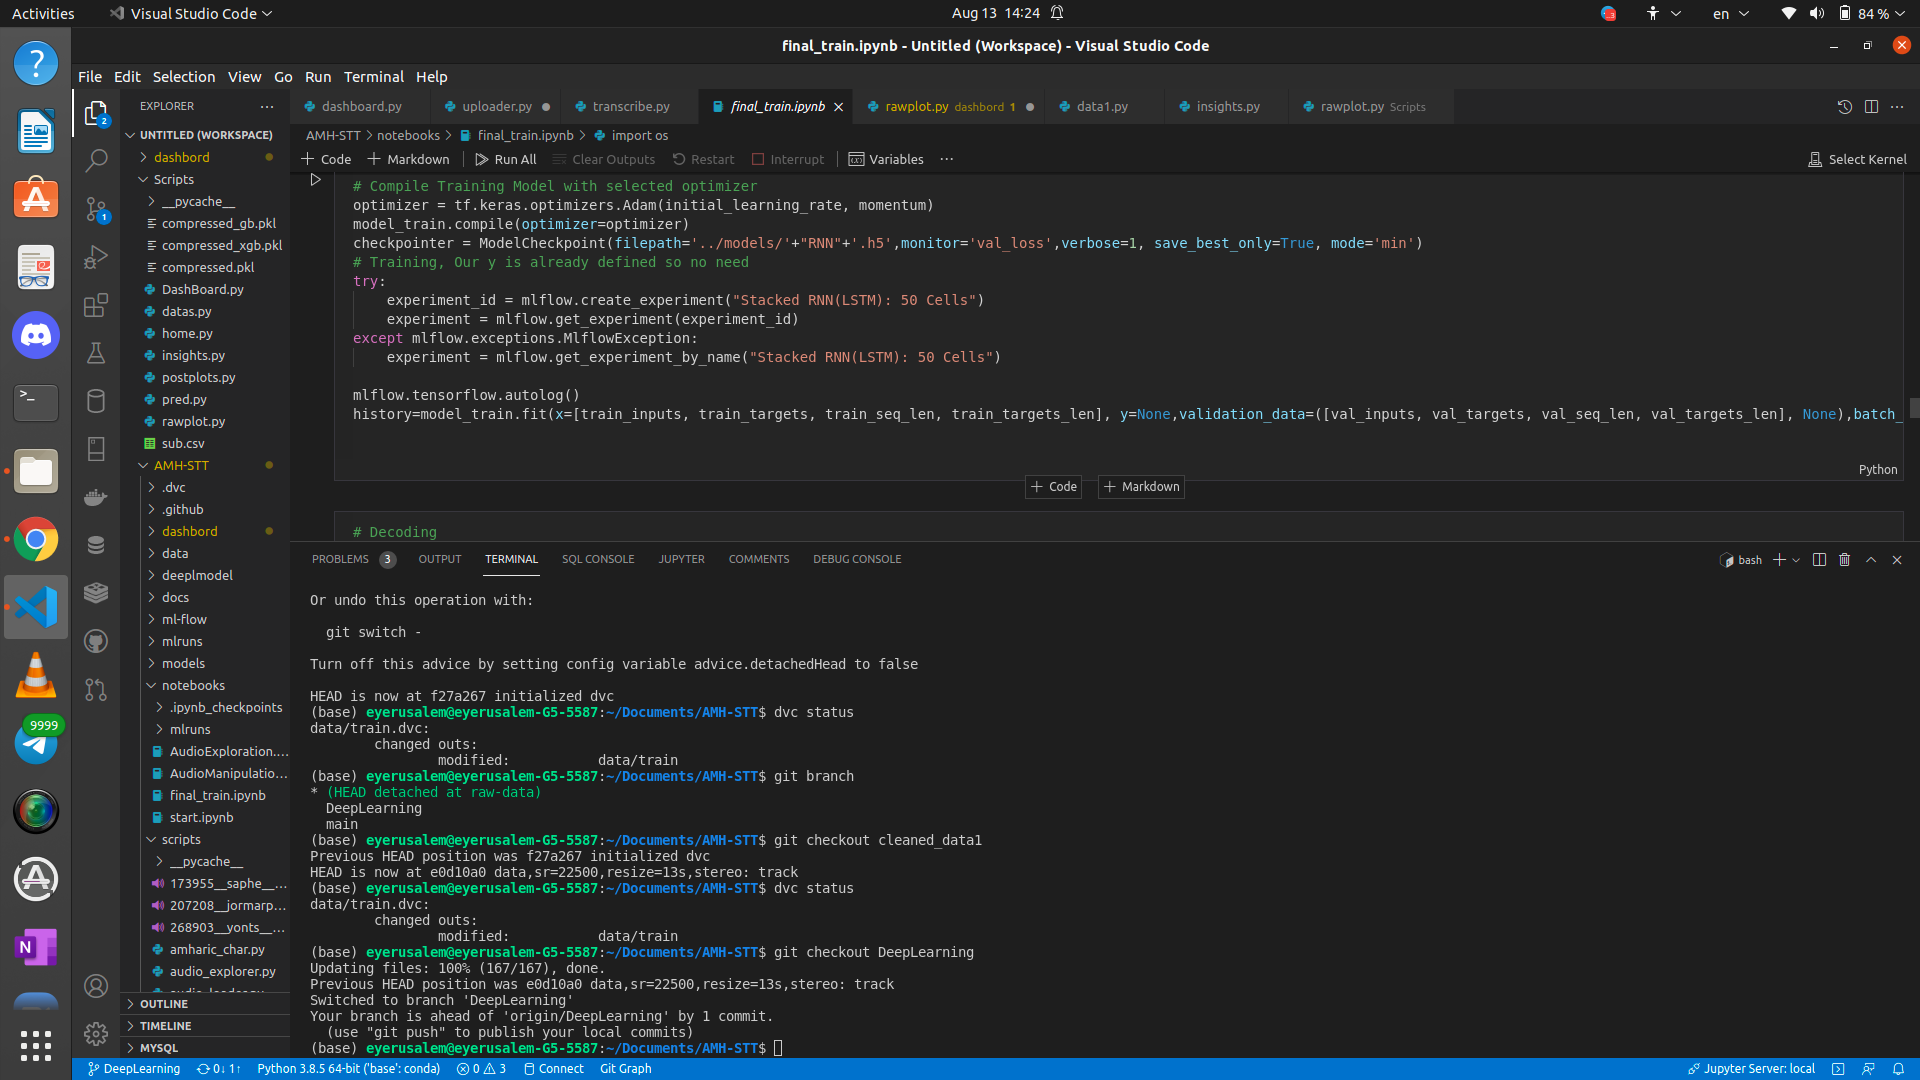 Activities
Visual Studio Code
Aug 13 14:24
en
84 %
final_train.ipynb - Untitled (Workspace) - Visual Studio Code
File Edit Selection View Go Run Terminal Help
EXPLORER
dashboard.py
uploader.py
transcribe.py
final_train.ipynb
rawplot.py dashbord 1
data1.py
insights.py
rawplot.py Scripts
UNTITLED (WORKSPACE)
AMH-STT > notebooks > final_train.ipynb > import os
Code
Markdown
Run All
Clear Outputs
Restart
Interrupt
Variables
Select Kernel
dashbord
Scripts
__pycache__
compressed_gb.pkl
compressed_xgb.pkl
compressed.pkl
DashBoard.py
datas.py
home.py
insights.py
postplots.py
pred.py
rawplot.py
sub.csv
AMH-STT
.dvc
.github
dashbord
data
deeplmodel
docs
ml-flow
mlruns
models
notebooks
.ipynb_checkpoints
mlruns
AudioExploration....
AudioManipulatio...
final_train.ipynb
start.ipynb
scripts
__pycache__
173955__saphe__...
207208__jormarp...
268903__yonts__...
amharic_char.py
audio_explorer.py
OUTLINE
TIMELINE
MYSQL
2
1
9999
# Compile Training Model with selected optimizer
optimizer = tf.keras.optimizers.Adam(initial_learning_rate, momentum)
model_train.compile(optimizer=optimizer)
checkpointer = ModelCheckpoint(filepath='../models/'+"RNN"+'.h5',monitor='val_loss',verbose=1, save_best_only=True, mode='min')
# Training, Our y is already defined so no need
try:
experiment_id = mlflow.create_experiment("Stacked RNN(LSTM): 50 Cells")
experiment = mlflow.get_experiment(experiment_id)
except mlflow.exceptions.MlflowException:
experiment = mlflow.get_experiment_by_name("Stacked RNN(LSTM): 50 Cells")
mlflow.tensorflow.autolog()
history=model_train.fit(x=[train_inputs, train_targets, train_seq_len, train_targets_len], y=None,validation_data=([val_inputs, val_targets, val_seq_len, val_targets_len], None),batch_
Python
Code
Markdown
# Decoding
PROBLEMS 3
OUTPUT
TERMINAL
SQL CONSOLE
JUPYTER
COMMENTS
DEBUG CONSOLE
bash
Or undo this operation with:
git switch -
Turn off this advice by setting config variable advice.detachedHead to false
HEAD is now at f27a267 initialized dvc
(base) eyerusalem@eyerusalem-G5-5587:~/Documents/AMH-STT$ dvc status
data/train.dvc:
changed outs:
modified: data/train
(base) eyerusalem@eyerusalem-G5-5587:~/Documents/AMH-STT$ git branch
* (HEAD detached at raw-data)
DeepLearning
main
(base) eyerusalem@eyerusalem-G5-5587:~/Documents/AMH-STT$ git checkout cleaned_data1
Previous HEAD position was f27a267 initialized dvc
HEAD is now at e0d10a0 data,sr=22500,resize=13s,stereo: track
(base) eyerusalem@eyerusalem-G5-5587:~/Documents/AMH-STT$ dvc status
data/train.dvc:
changed outs:
modified: data/train
(base) eyerusalem@eyerusalem-G5-5587:~/Documents/AMH-STT$ git checkout DeepLearning
Updating files: 100% (167/167), done.
Previous HEAD position was e0d10a0 data,sr=22500,resize=13s,stereo: track
Switched to branch 'DeepLearning'
Your branch is ahead of 'origin/DeepLearning' by 1 commit.
(use "git push" to publish your local commits)
(base) eyerusalem@eyerusalem-G5-5587:~/Documents/AMH-STT$
DeepLearning
0↓ 1↑
Python 3.8.5 64-bit ('base': conda)
0
3
Connect
Git Graph
Jupyter Server: local